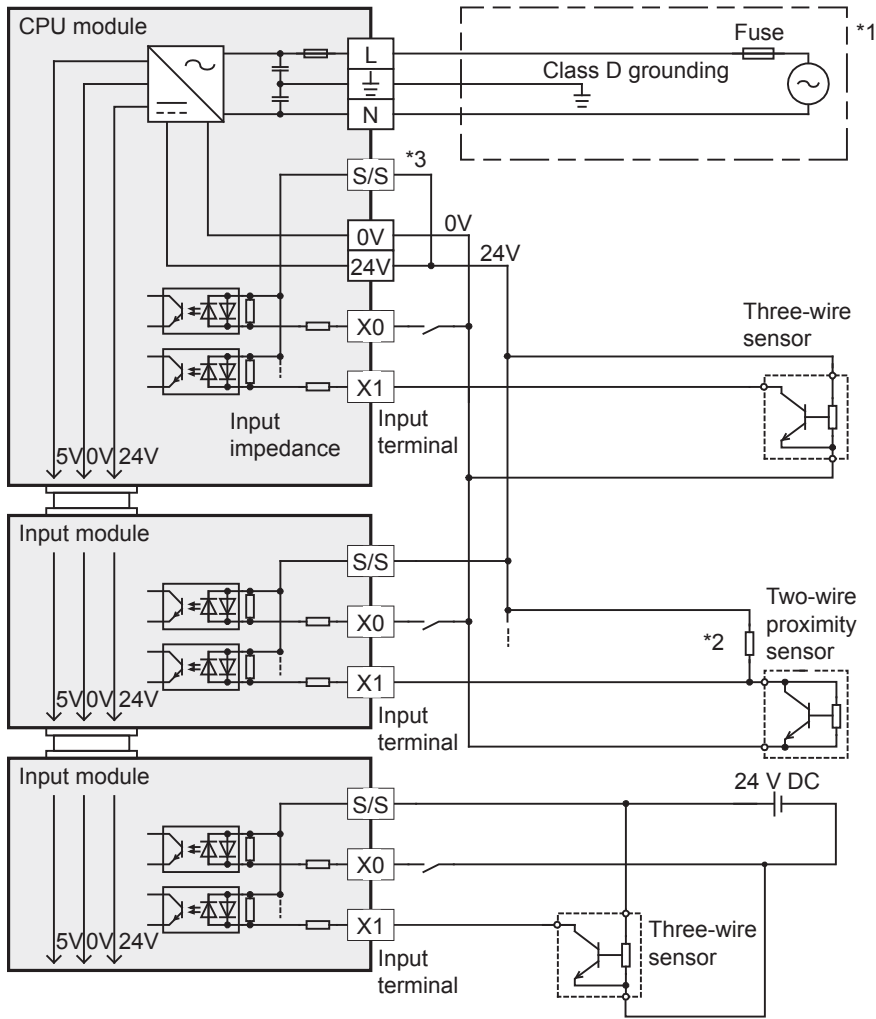 CPU module
L
N
Fuse
*1
Class D grounding
S/S
*3
0V
0V
24V
24V
X0
X1
Input
impedance
Input
terminal
Three-wire
sensor
5V 0V 24V
Input module
S/S
X0
X1
Input
terminal
*2
Two-wire
proximity
sensor
5V 0V 24V
Input module
S/S
24 V DC
X0
X1
Input
terminal
Three-wire
sensor
5V 0V 24V